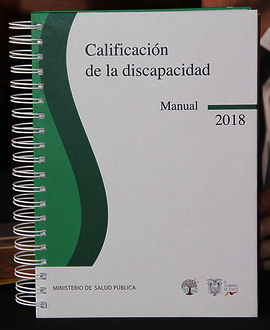 Calificación
de la discapacidad
Manual
2018
MINISTERIO DE SALUD PÚBLICA